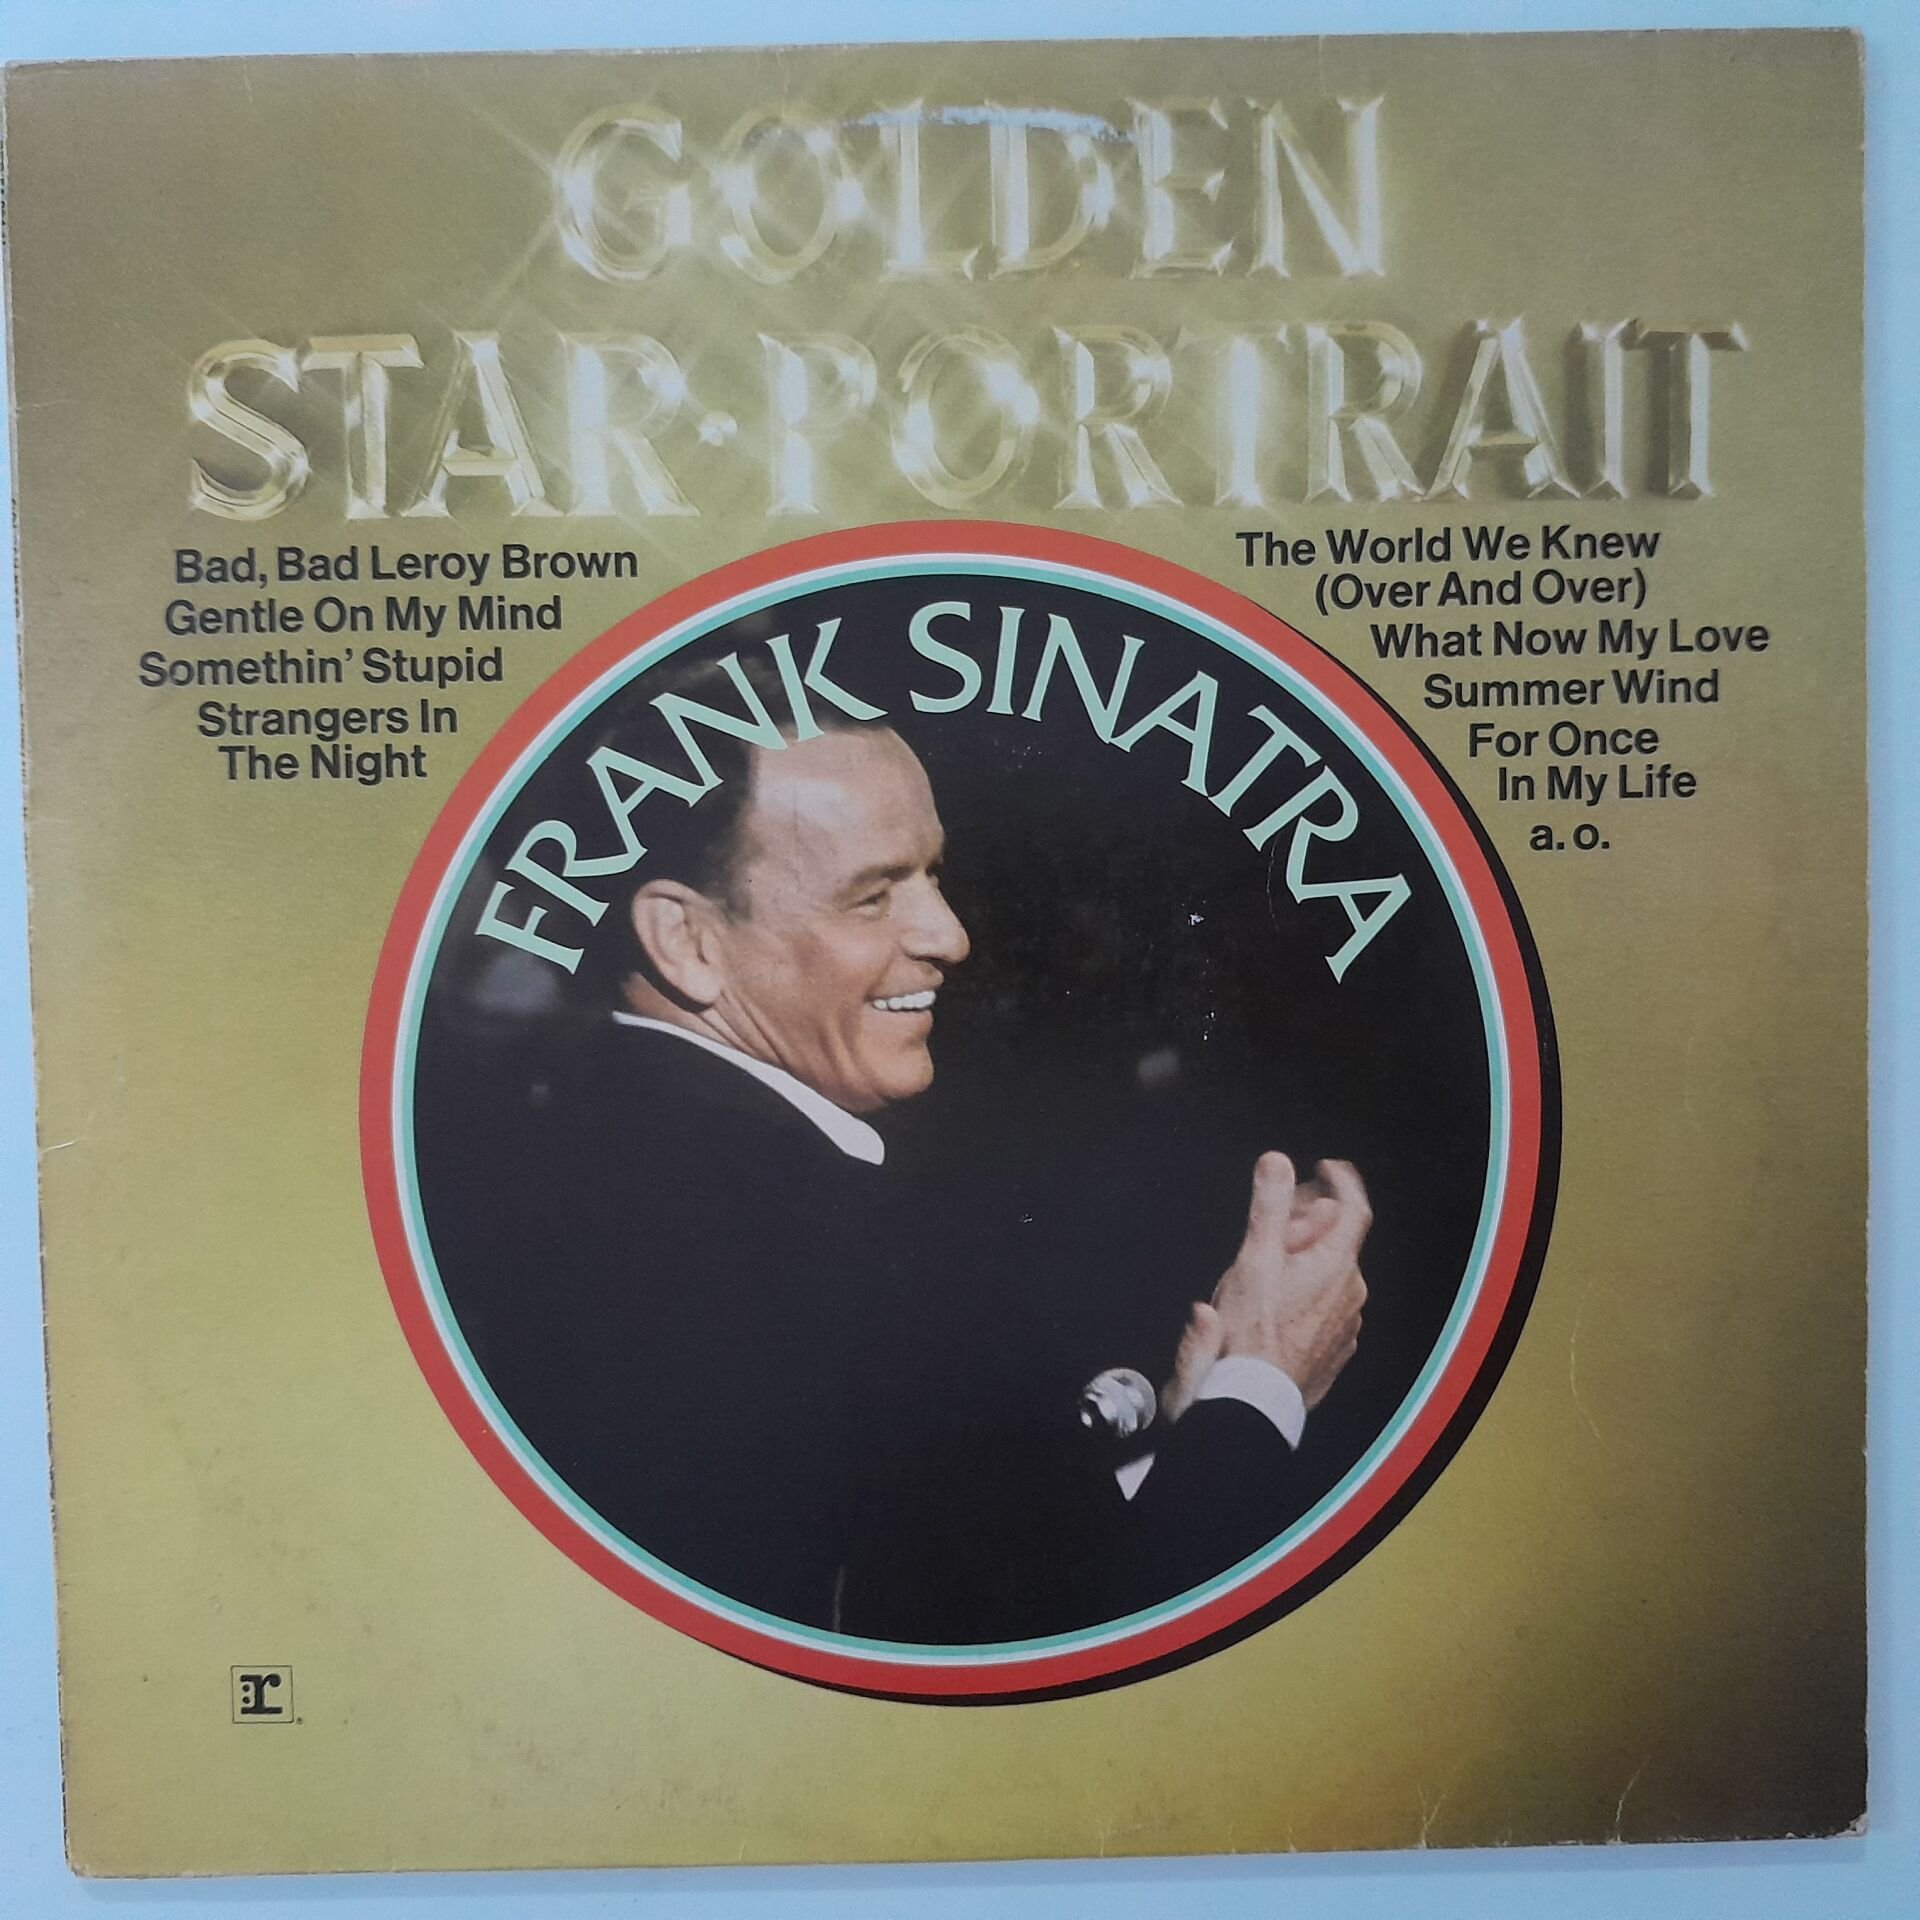 GOLDEN
STAR·PORTRAIT
Bad, Bad Leroy Brown
Gentle On My Mind
Somethin' Stupid
Strangers In
The Night
The World We Knew
(Over And Over)
What Now My Love
Summer Wind
For Once
In My Life
a. o.
FRANK SINATRA
r
®